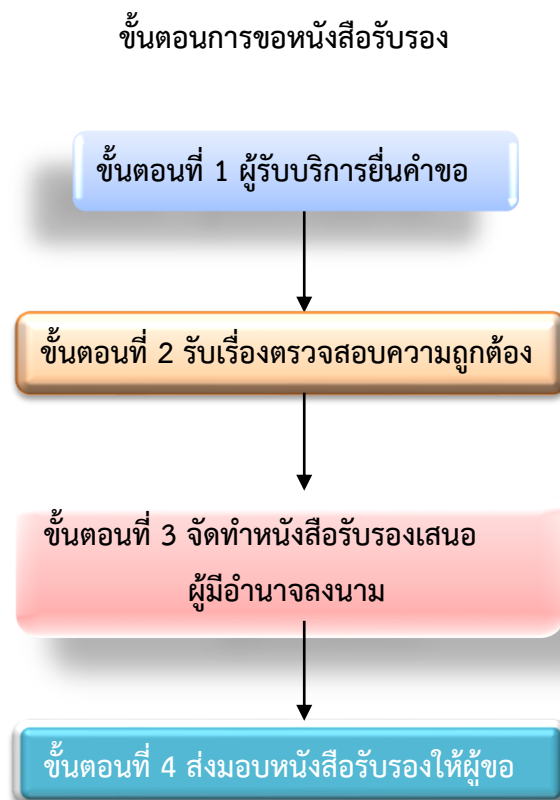 ขั้นตอนการขอหนังสือรับรอง
ขั้นตอนที่ 1 ผู้รับบริการยื่นคำขอ
ขั้นตอนที่ 2 รับเรื่องตรวจสอบความถูกต้อง
ขั้นตอนที่ 3 จัดทำหนังสือรับรองเสนอ
ผู้มีอำนาจลงนาม
ขั้นตอนที่ 4 ส่งมอบหนังสือรับรองให้ผู้ขอ